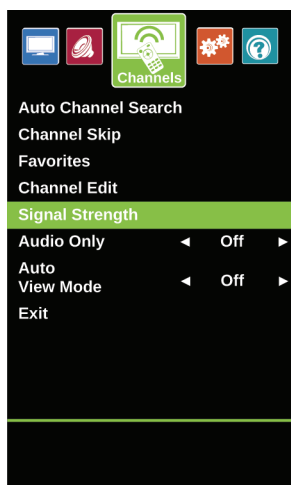 Channels
Auto Channel Search
Channel Skip
Favorites
Channel Edit
Signal Strength
Audio Only ◄ Off ►
Auto
View Mode ◄ Off ►
Exit